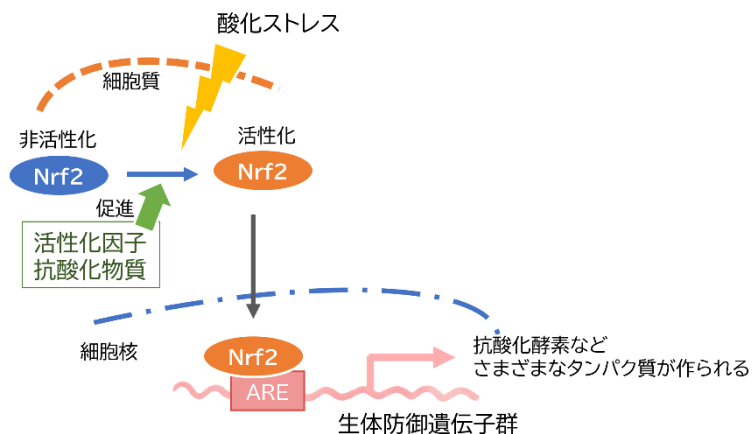 酸化ストレス
細胞質
非活性化
活性化
Nrf2
Nrf2
促進
活性化因子
抗酸化物質
細胞核
Nrf2
ARE
抗酸化酵素など
さまざまなタンパク質が作られる
生体防御遺伝子群